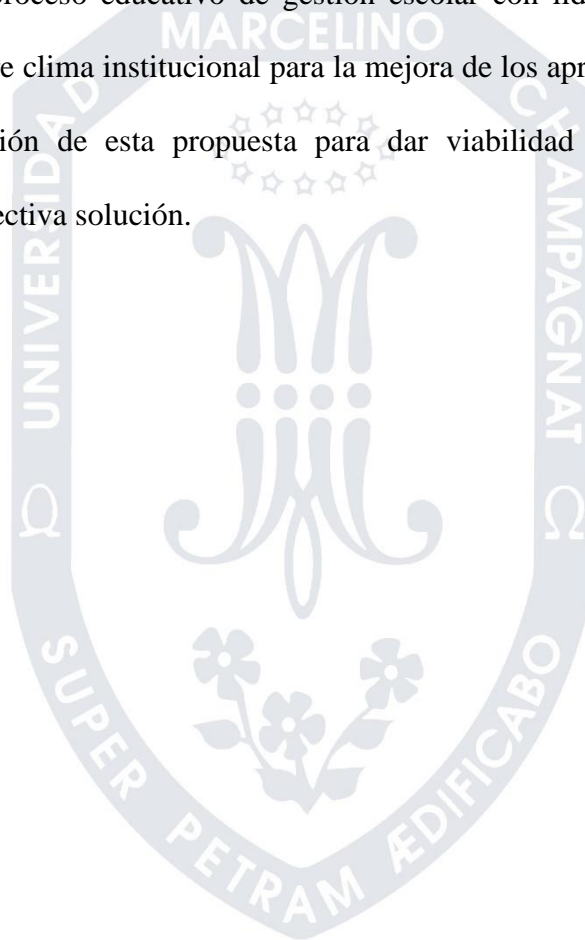 proceso educativo de gestión escolar con lid
re clima institucional para la mejora de los apr
ión de esta propuesta para dar viabilidad
ectiva solución.
UNIVERSIDAD
MARCELINO
CHAMPAGNAT
Ω
Ω
SUPER PETRAM ÆDIFICABO